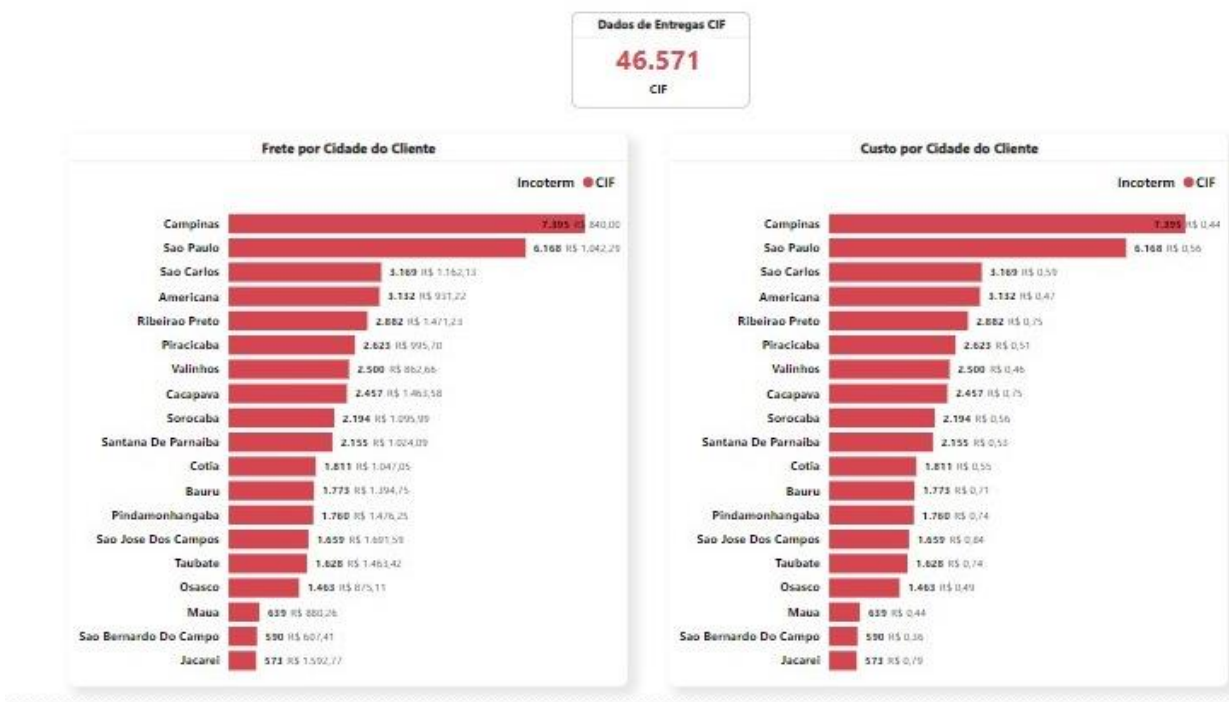 Dados de Entregas CIF
46.571
CIF
Frete por Cidade do Cliente
Incoterm CIF
Campinas 7.395 R$ 840,00
Sao Paulo 6.168 R$ 1.042,29
Sao Carlos 3.169 R$ 1.162,13
Americana 3.132 R$ 931,22
Ribeirao Preto 2.882 R$ 1.471,23
Piracicaba 2.623 R$ 995,70
Valinhos 2.500 R$ 862,66
Cacapava 2.457 R$ 1.463,58
Sorocaba 2.194 R$ 1.095,99
Santana De Parnaiba 2.155 R$ 1.024,09
Cotia 1.811 R$ 1.047,05
Bauru 1.773 R$ 1.394,75
Pindamonhangaba 1.760 R$ 1.476,25
Sao Jose Dos Campos 1.659 R$
Taubate 1.628 R$ 1.463,42
Osasco 1.463 R$ 875,11
Maua 639 R$ 880,26
Sao Bernardo Do Campo 590 R$ 607,41
Jacarei 573 R$ 1.592,77
Custo por Cidade do Cliente
Incoterm CIF
Campinas 7.395 R$ 0,44
Sao Paulo 6.168 R$ 0,56
Sao Carlos 3.169 R$ 0,59
Americana 3.132 R$ 0,47
Ribeirao Preto 2.882 R$ 0,75
Piracicaba 2.623 R$ 0,51
Valinhos 2.500 R$ 0,46
Cacapava 2.457 R$ 0,75
Sorocaba 2.194 R$ 0,56
Santana De Parnaiba 2.155 R$ 0,53
Cotia 1.811 R$ 0,55
Bauru 1.773 R$ 0,71
Pindamonhangaba 1.760 R$ 0,74
Sao Jose Dos Campos 1.659 R$ 0,84
Taubate 1.628 R$ 0,74
Osasco 1.463 R$ 0,49
Maua 639 R$ 0,44
Sao Bernardo Do Campo 590 R$ 0,36
Jacarei 573 R$ 0,79